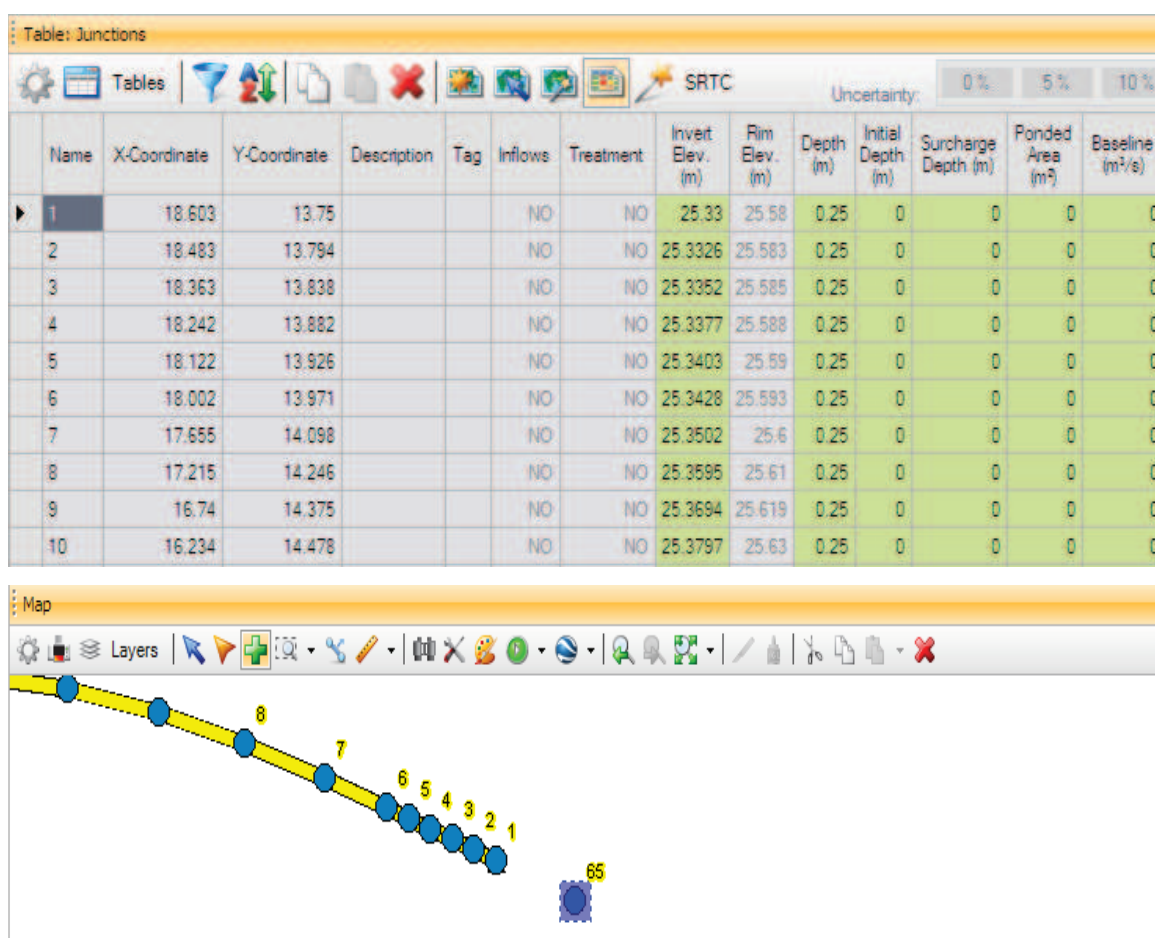 Table: Junctions
Tables SRTC Uncertainty: 0 % 5 % 10 %
Name X-Coordinate Y-Coordinate Description Tag Inflows Treatment Invert Elev. (m) Rim Elev. (m) Depth (m) Initial Depth (m) Surcharge Depth (m) Ponded Area (m²) Baseline (m³/s)
1 18.603 13.75 NO NO 25.33 25.58 0.25 0 0 0 0
2 18.483 13.794 NO NO 25.3326 25.583 0.25 0 0 0 0
3 18.363 13.838 NO NO 25.3352 25.585 0.25 0 0 0 0
4 18.242 13.882 NO NO 25.3377 25.588 0.25 0 0 0 0
5 18.122 13.926 NO NO 25.3403 25.59 0.25 0 0 0 0
6 18.002 13.971 NO NO 25.3428 25.593 0.25 0 0 0 0
7 17.655 14.098 NO NO 25.3502 25.6 0.25 0 0 0 0
8 17.215 14.246 NO NO 25.3595 25.61 0.25 0 0 0 0
9 16.74 14.375 NO NO 25.3694 25.619 0.25 0 0 0 0
10 16.234 14.478 NO NO 25.3797 25.63 0.25 0 0 0 0
Map
Layers
8
7
6
5
4
3
2
1
65